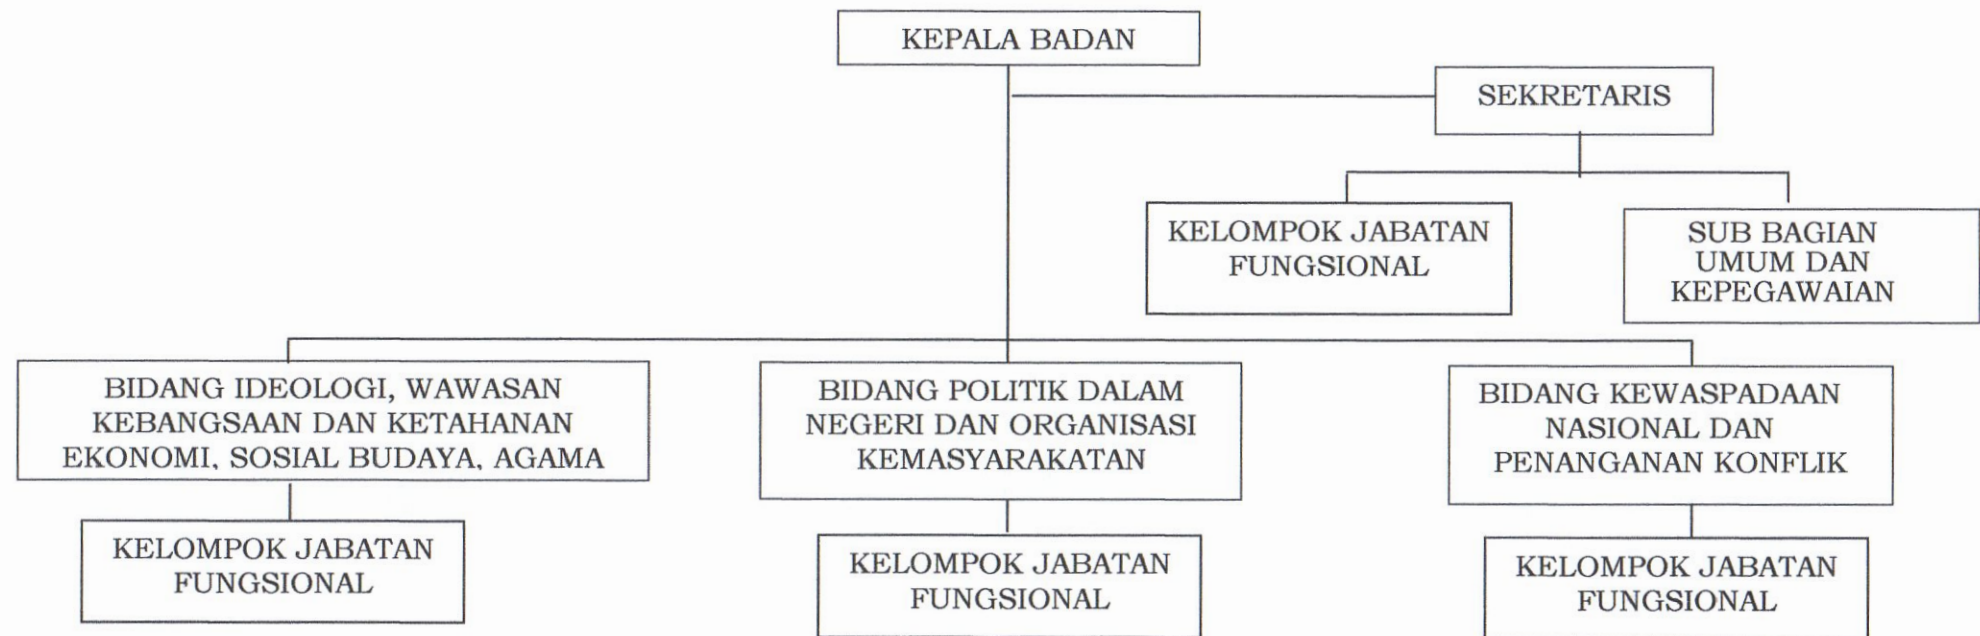 KEPALA BADAN
SEKRETARIS
KELOMPOK JABATAN
FUNGSIONAL
SUB BAGIAN
UMUM DAN
KEPEGAWAIAN
BIDANG IDEOLOGI, WAWASAN
KEBANGSAAN DAN KETAHANAN
EKONOMI, SOSIAL BUDAYA, AGAMA
BIDANG POLITIK DALAM
NEGERI DAN ORGANISASI
KEMASYARAKATAN
BIDANG KEWASPADAAN
NASIONAL DAN
PENANGANAN KONFLIK
KELOMPOK JABATAN
FUNGSIONAL
KELOMPOK JABATAN
FUNGSIONAL
KELOMPOK JABATAN
FUNGSIONAL